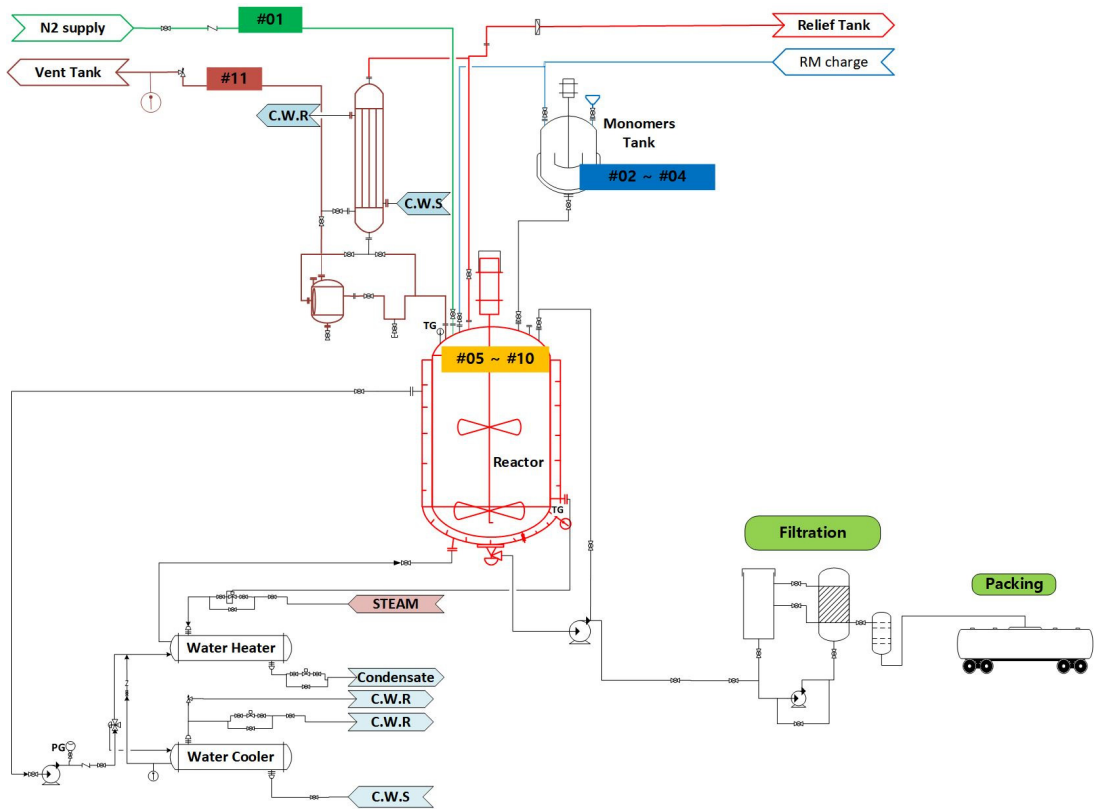 N2 supply
#01
Relief Tank
Vent Tank
#11
RM charge
C.W.R
Monomers
Tank
#02 ~ #04
C.W.S
TG
#05 ~ #10
Reactor
TG
Filtration
Packing
STEAM
Water Heater
Condensate
C.W.R
C.W.R
PG
Water Cooler
C.W.S